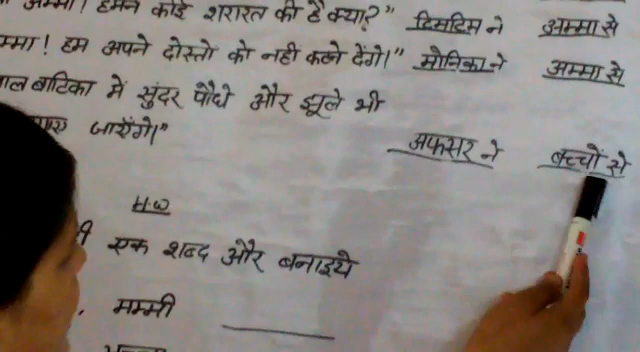 अम्मा! हमने कोई शरारत की है क्या?" टिमटिम ने अम्मा से
म्मा! हम अपने दोस्तो को नही कटने देंगे।" मोनिका ने अम्मा से
ाल बाटिका में सुंदर पौधे और झूले भी
जाएँगे।" अफसर ने बच्चों से
H.W
एक शब्द और बनाइये
मम्मी